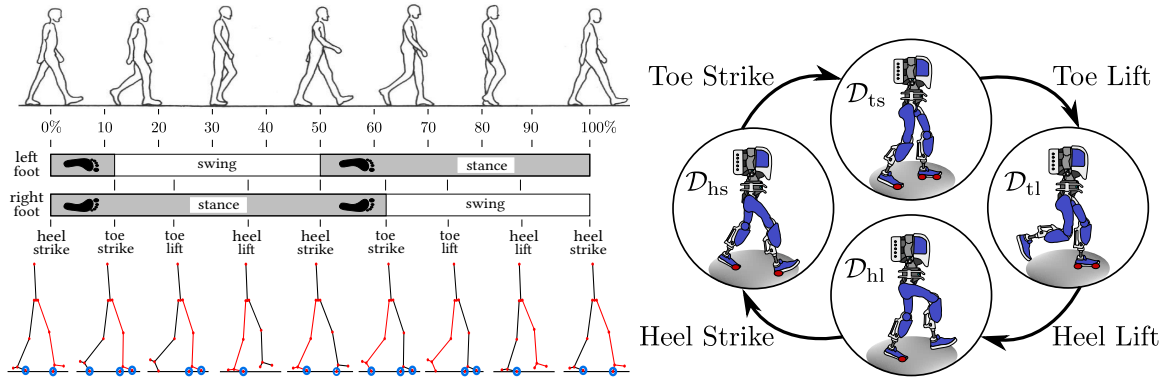 0% 10 20 30 40 50 60 70 80 90 100%
left
foot
swing
stance
right
foot
stance
swing
heel
strike
toe
strike
toe
lift
heel
lift
heel
strike
toe
strike
toe
lift
heel
lift
heel
strike
Toe Strike
Toe Lift
𝒟ts
𝒟hs
𝒟tl
𝒟hl
Heel Strike
Heel Lift